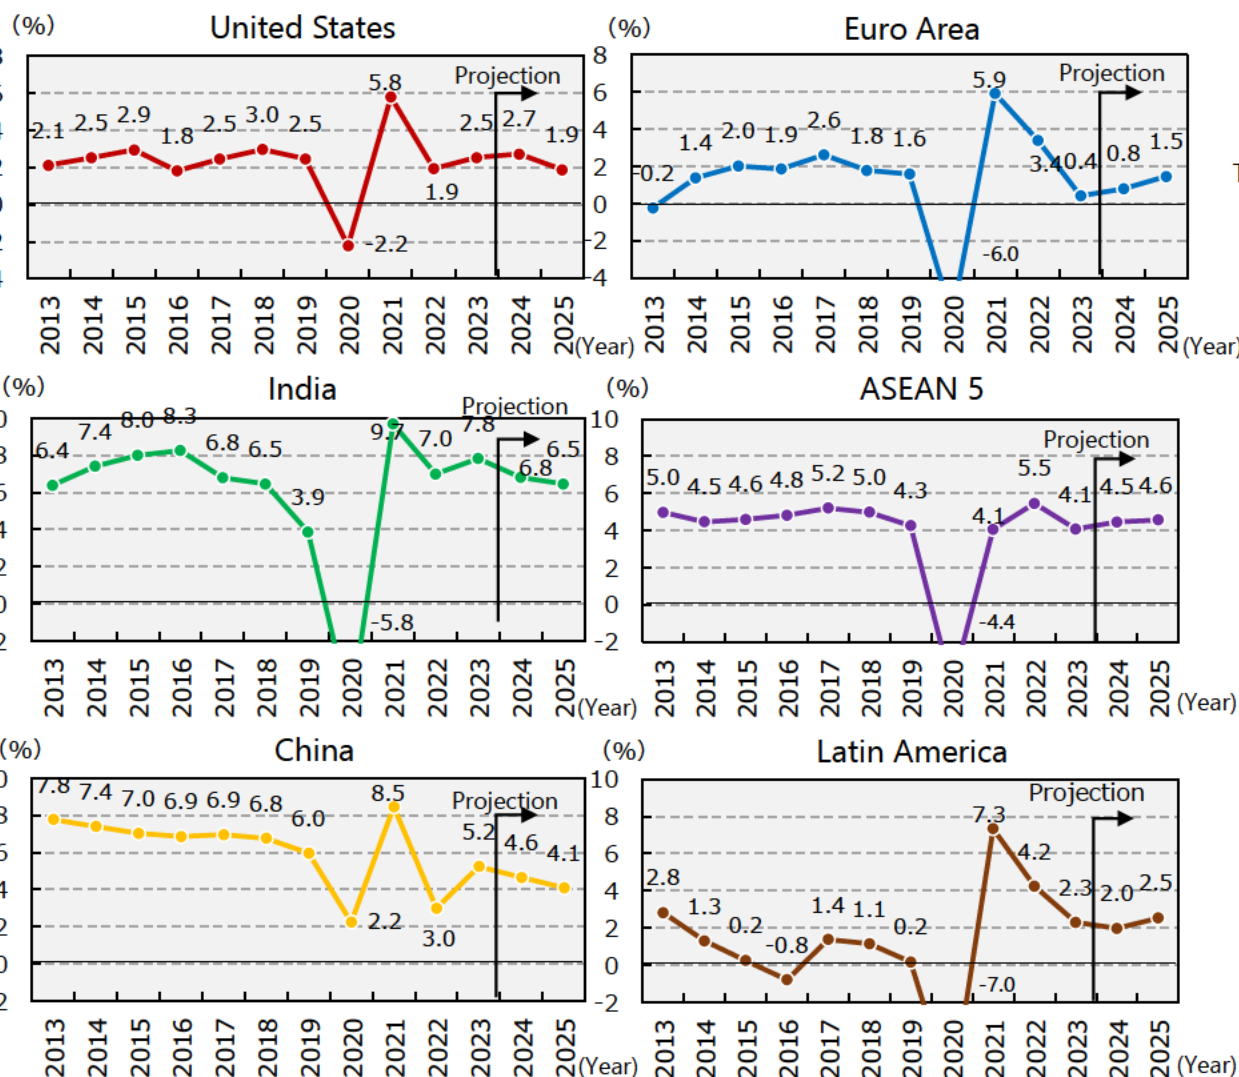 (%)
United States
Projection
2.1 2.5 2.9 1.8 2.5 3.0 2.5 -2.2 5.8 1.9 2.5 2.7 1.9
2013 2014 2015 2016 2017 2018 2019 2020 2021 2022 2023 2024 2025 (Year)
(%)
Euro Area
Projection
8
6
4
2
0
-2
-4
-0.2 1.4 2.0 1.9 2.6 1.8 1.6 -6.0 5.9 3.4 0.4 0.8 1.5
2013 2014 2015 2016 2017 2018 2019 2020 2021 2022 2023 2024 2025 (Year)
(%)
India
Projection
6.4 7.4 8.0 8.3 6.8 6.5 3.9 -5.8 9.7 7.0 7.8 6.8 6.5
2013 2014 2015 2016 2017 2018 2019 2020 2021 2022 2023 2024 2025 (Year)
(%)
ASEAN 5
Projection
10
8
6
4
2
0
-2
5.0 4.5 4.6 4.8 5.2 5.0 4.3 -4.4 4.1 5.5 4.1 4.5 4.6
2013 2014 2015 2016 2017 2018 2019 2020 2021 2022 2023 2024 2025 (Year)
(%)
China
Projection
7.8 7.4 7.0 6.9 6.9 6.8 6.0 2.2 8.5 3.0 5.2 4.6 4.1
2013 2014 2015 2016 2017 2018 2019 2020 2021 2022 2023 2024 2025 (Year)
(%)
Latin America
Projection
10
8
6
4
2
0
-2
2.8 1.3 0.2 -0.8 1.4 1.1 0.2 -7.0 7.3 4.2 2.3 2.0 2.5
2013 2014 2015 2016 2017 2018 2019 2020 2021 2022 2023 2024 2025 (Year)